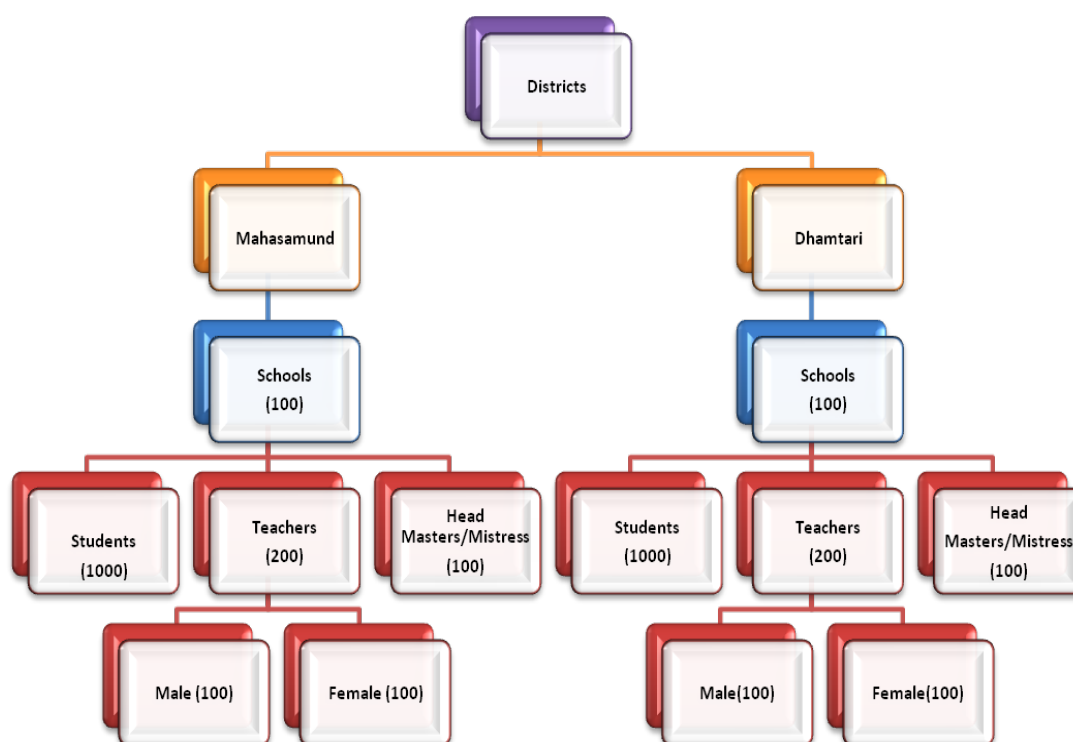 Districts
Mahasamund
Dhamtari
Schools
(100)
Schools
(100)
Students
(1000)
Teachers
(200)
Head
Masters/Mistress
(100)
Students
(1000)
Teachers
(200)
Head
Masters/Mistress
(100)
Male (100)
Female (100)
Male(100)
Female(100)